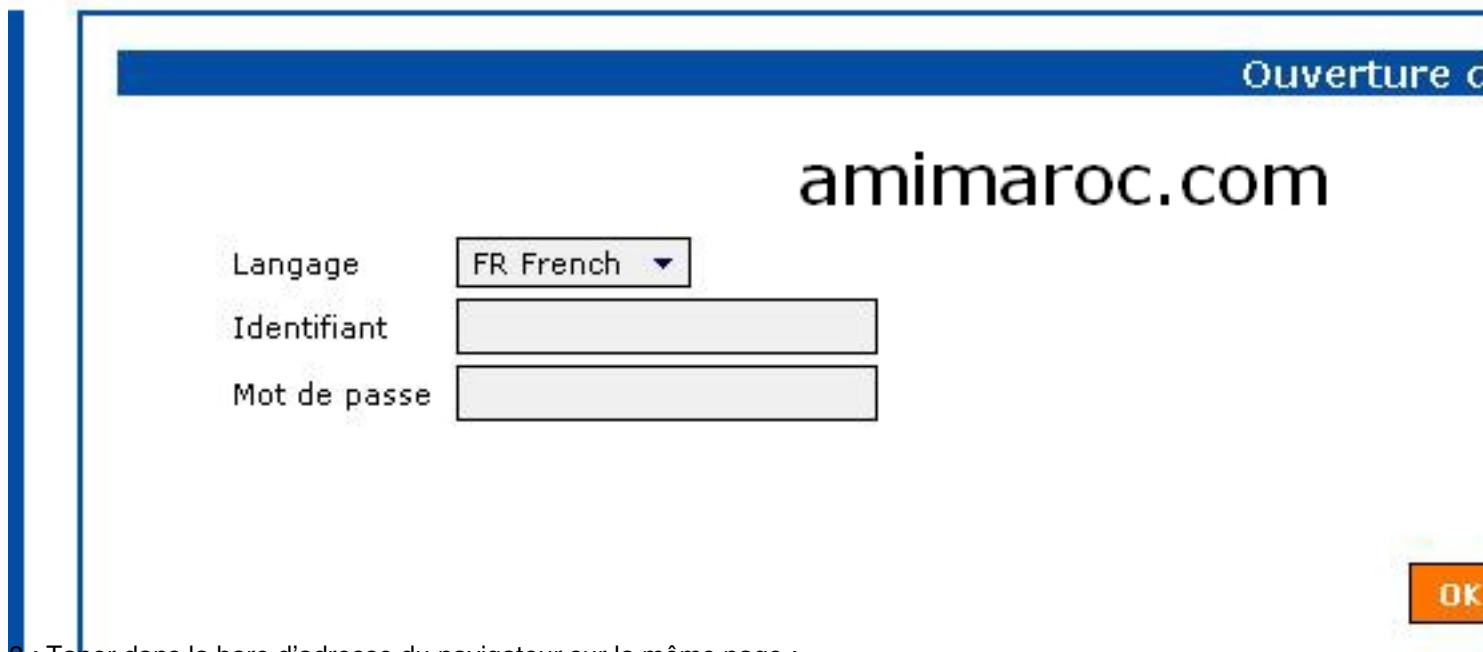 Ouverture d
amimaroc.com
Langage FR French
Identifiant
Mot de passe
OK
: Taper dans la bare d'adresse du navigateur sur la même page :